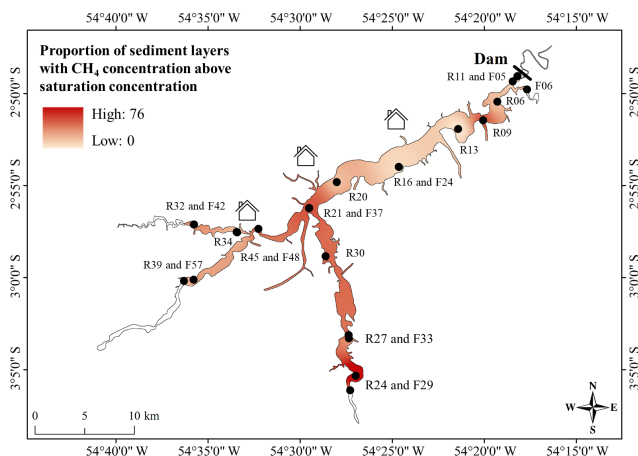 54°40'0" W 54°35'0" W 54°30'0" W 54°25'0" W 54°20'0" W 54°15'0" W
Proportion of sediment layers
with CH₄ concentration above
saturation concentration
High: 76
Low: 0
Dam
R11 and F05
F06
R06
R09
R13
R16 and F24
R20
R21 and F37
R32 and F42
R34
R45 and F48
R39 and F57
R30
R27 and F33
R24 and F29
2°50'0" S
2°55'0" S
3°0'0" S
3°5'0" S
2°50'0" S
2°55'0" S
3°0'0" S
3°5'0" S
0 5 10 km
N
W E
S
54°40'0" W 54°35'0" W 54°30'0" W 54°25'0" W 54°20'0" W 54°15'0" W